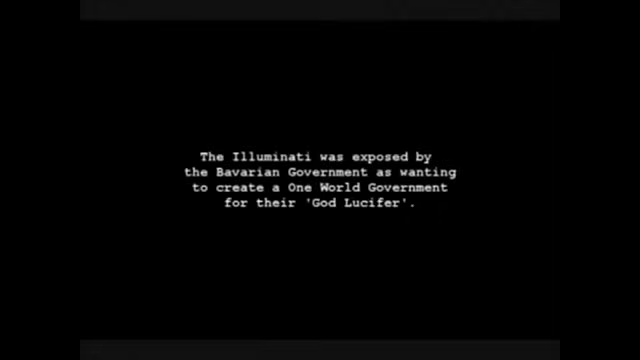 The Illuminati was exposed by
the Bavarian Government as wanting
to create a One World Government
for their 'God Lucifer'.